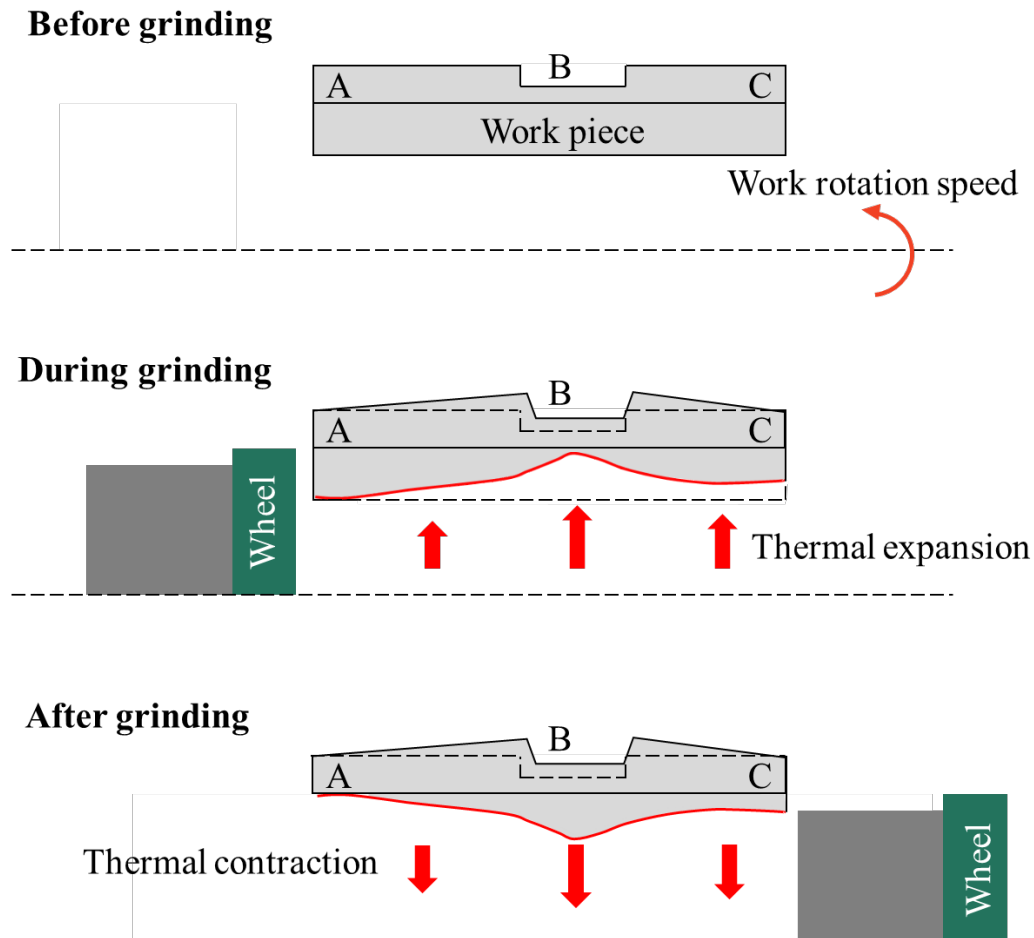 Before grinding
B
A
C
Work piece
Work rotation speed
During grinding
B
A
C
Wheel
Thermal expansion
After grinding
B
A
C
Thermal contraction
Wheel